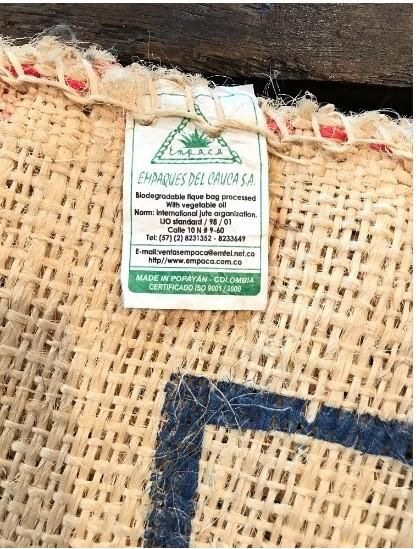 Empaca
EMPAQUES DEL CAUCA S.A.
Biodegradable fique bag processed
With vegetable oil
Norm: international jute organization.
IJO standard / 98 / 01
Calle 10 N # 9-60
Tel: (57) (2) 8231352 - 8233649
E-mail:ventasempaca@emtel.net.co
http//www.empaca.com.co
MADE IN POPAYÁN - COLOMBIA
CERTIFICADO ISO 9001 / 2000